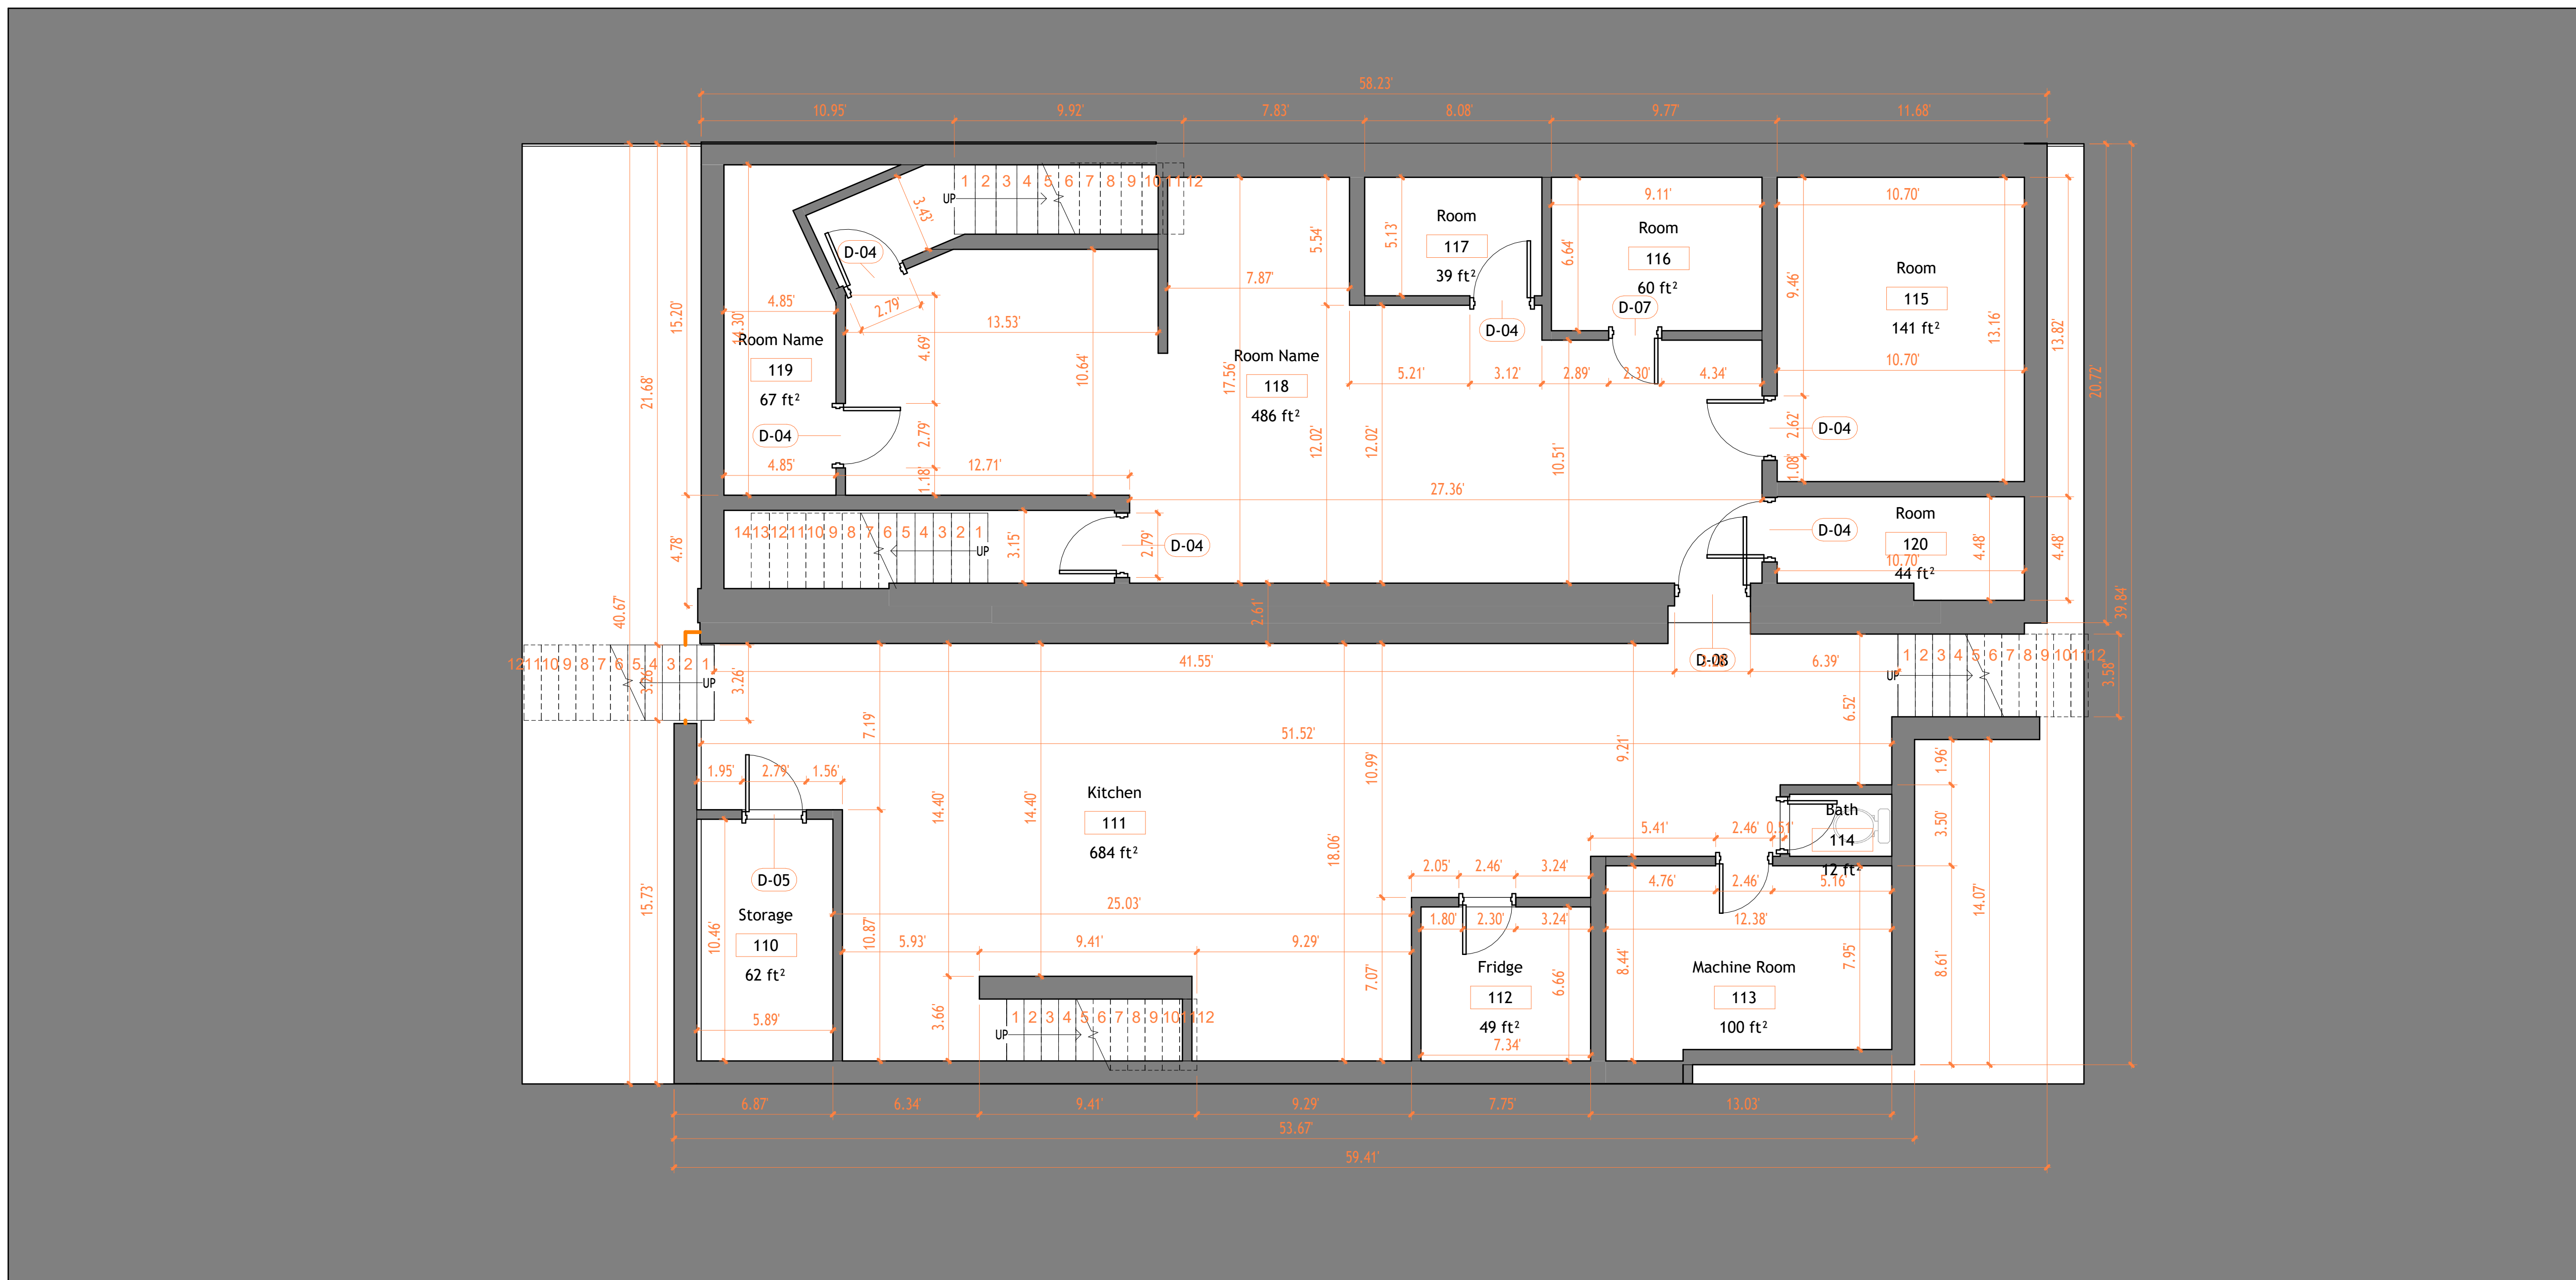 58.23'
10.95' 9.92' 7.83' 8.08' 9.77' 11.68'
1 2 3 4 5 6 7 8 9 10 11 12
UP
3.43'
D-04
2.79'
4.85'
14.30'
Room Name
119
67 ft²
D-04
4.85'
13.53'
4.69'
2.79'
1.18'
10.64'
12.71'
15.20'
21.68'
4.78'
40.67'
7.87'
5.54'
17.56'
Room Name
118
486 ft²
12.02'
12.02'
5.13'
Room
117
39 ft²
D-04
5.21' 3.12' 2.89' 2.30' 4.34'
9.11'
6.64'
Room
116
60 ft²
D-07
10.51'
27.36'
10.70'
9.46'
Room
115
141 ft²
13.16'
13.82'
20.72'
10.70'
2.62'
D-04
1.08'
D-04
Room
120
10.70'
44 ft²
4.48'
4.48'
39.84'
14 13 12 11 10 9 8 7 6 5 4 3 2 1
UP
3.15'
2.79'
D-04
2.61'
12 11 10 9 8 7 6 5 4 3 2 1
UP
3.26'
3.26'
41.55'
D-08
6.39'
1 2 3 4 5 6 7 8 9 10 11 12
UP
3.58'
7.19'
51.52'
10.99'
9.21'
6.52'
1.96'
1.95' 2.79' 1.56'
14.40'
14.40'
Kitchen
111
684 ft²
18.06'
5.41' 2.46' 0.51'
Bath
114
12 ft²
3.50'
D-05
Storage
110
62 ft²
10.46'
5.89'
15.73'
10.87'
25.03'
5.93' 9.41' 9.29'
3.66'
1 2 3 4 5 6 7 8 9 10 11 12
UP
7.07'
2.05' 2.46' 3.24'
1.80' 2.30' 3.24'
Fridge
112
49 ft²
7.34'
6.66'
4.76' 2.46' 5.16'
12.38'
8.44'
Machine Room
113
100 ft²
7.95'
8.61'
14.07'
6.87' 6.34' 9.41' 9.29' 7.75' 13.03'
53.67'
59.41'